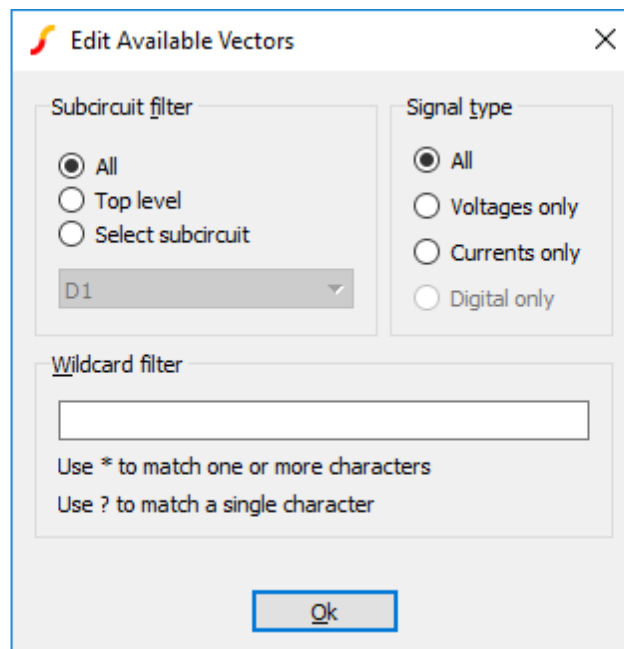 Edit Available Vectors
Subcircuit filter
All
Top level
Select subcircuit
D1
Signal type
All
Voltages only
Currents only
Digital only
Wildcard filter
Use * to match one or more characters
Use ? to match a single character
Ok